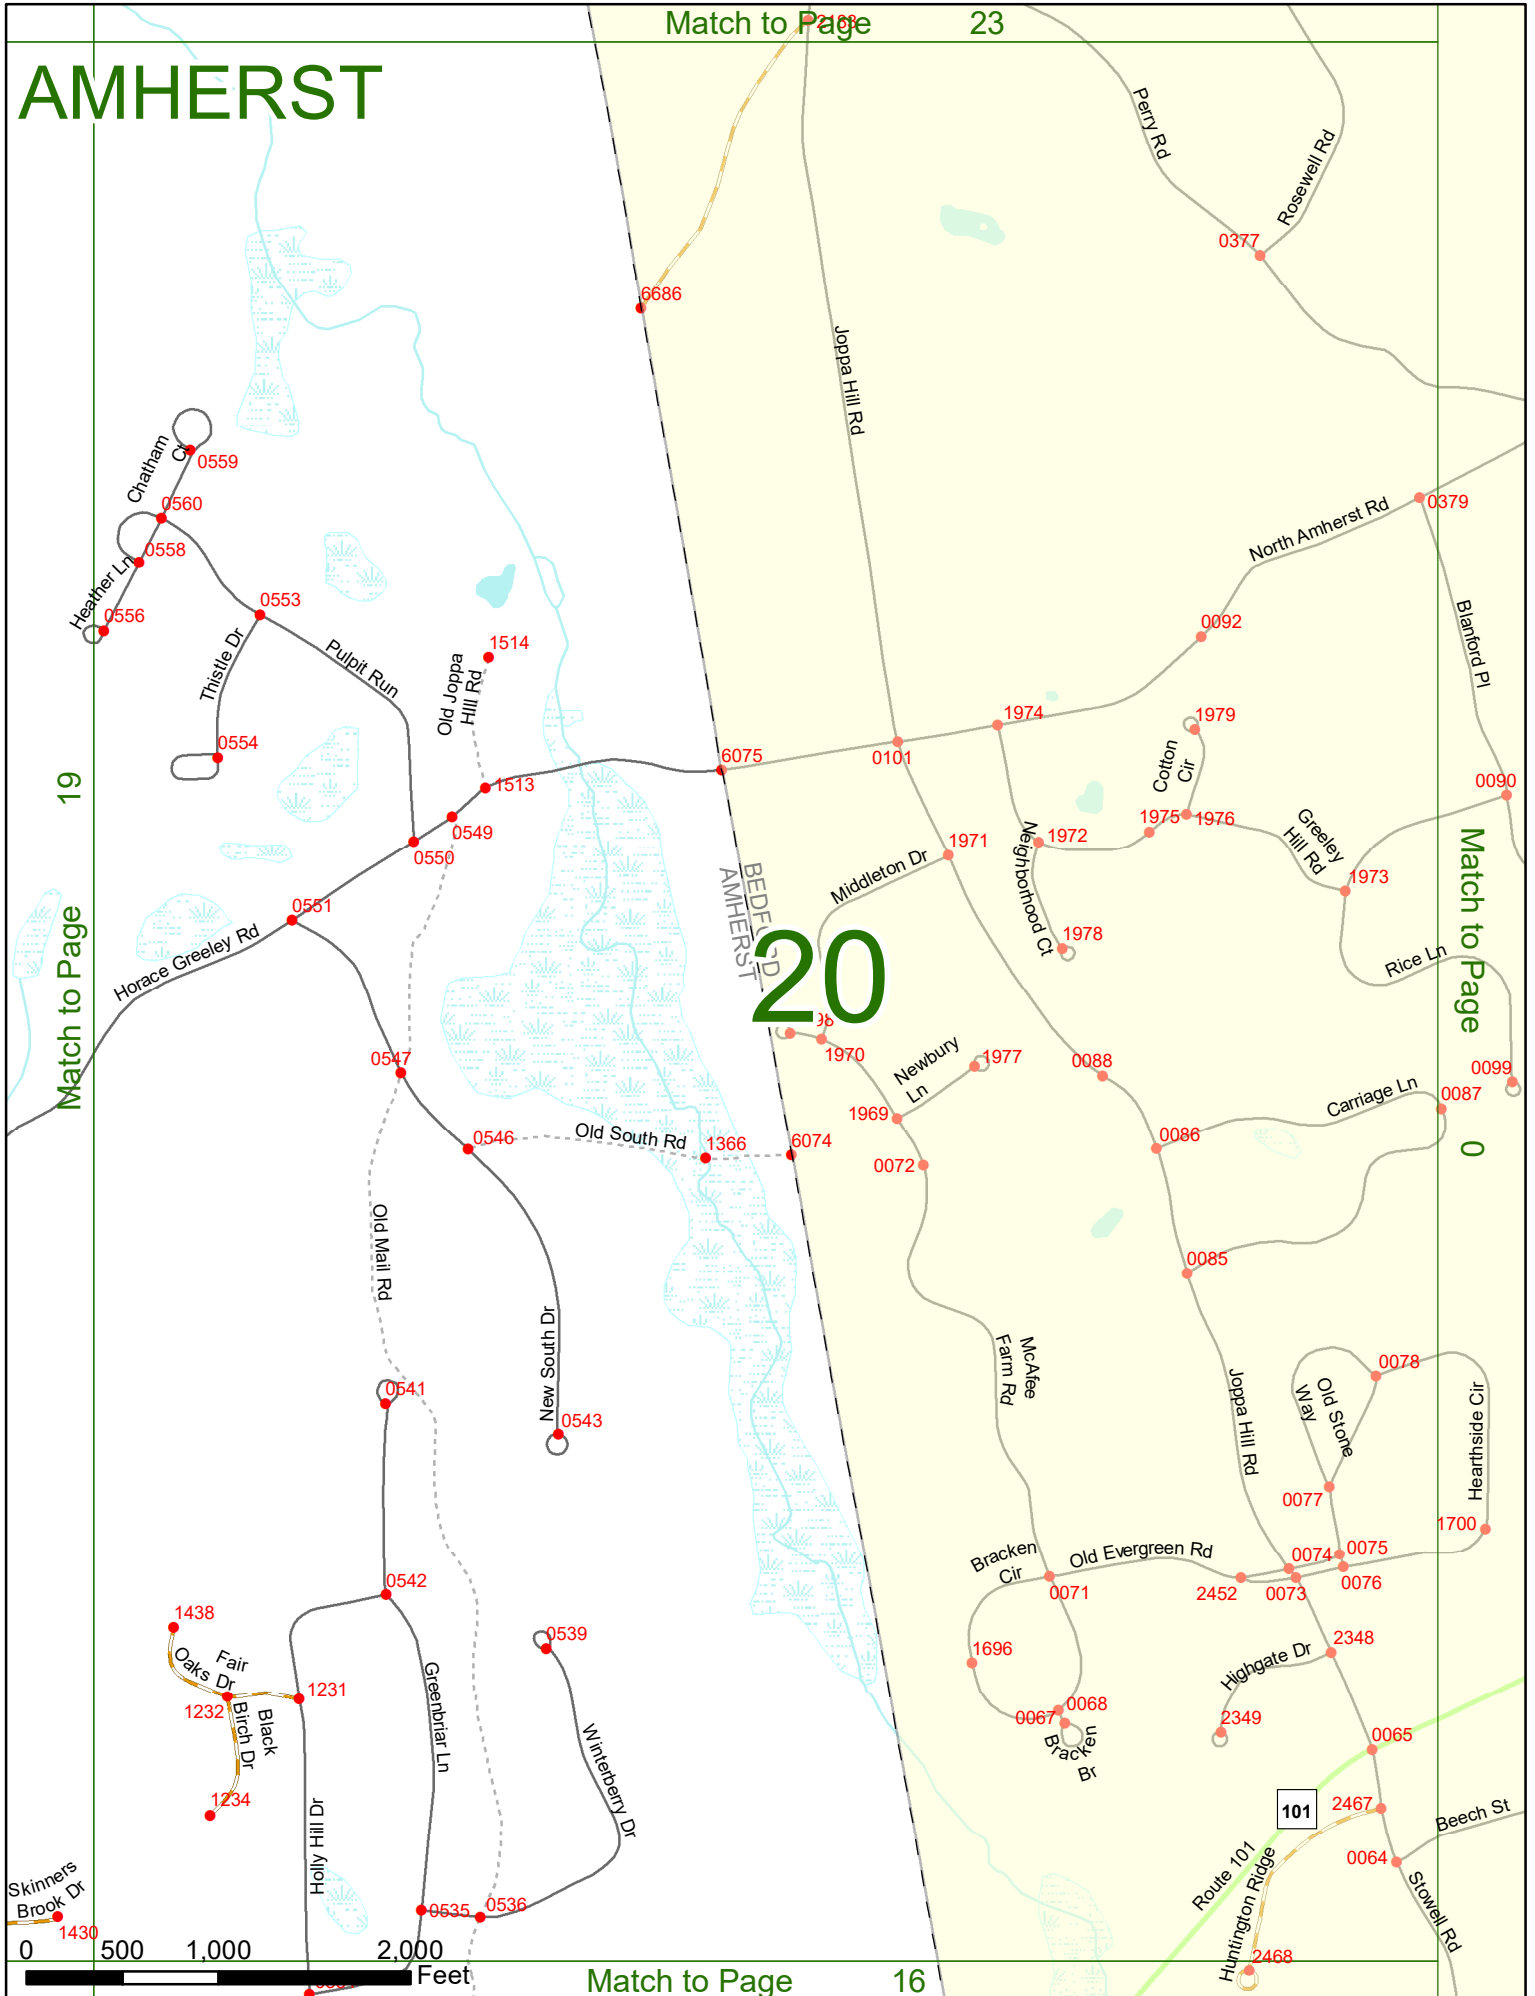 Match to Page 23
2183
AMHERST
Perry Rd
Rosewell Rd
0377
6686
Joppa Hill Rd
Chatham
Ct
0559
0560
0558
Heather Ln
0556
0553
Thistle Dr
Pulpit Run
0554
Old Joppa
Hill Rd
1514
North Amherst Rd
0379
0092
Blanford Pl
1974
1979
0101
6075
Cotton
Cir
1513
0549
0550
1975
1976
0090
Greeley
Hill Rd
1972
Neighborhood Ct
1971
Middleton Dr
1973
1978
Match to Page 19
Match to Page 0
BEDFORD
AMHERST
20
0551
Horace Greeley Rd
Rice Ln
0547
98
1970
Newbury
Ln
1977
0088
0099
0087
Carriage Ln
1969
0546
Old South Rd
1366
6074
0072
0086
Old Mail Rd
0085
New South Dr
McAfee
Farm Rd
0541
0543
Joppa Hill Rd
Old Stone
Way
0078
Hearthside Cir
0077
1700
Bracken
Cir
Old Evergreen Rd
0071
2452
0074
0075
0073
0076
0542
1438
Fair
Oaks Dr
0539
1231
1232
Black
Birch Dr
1234
Greenbriar Ln
Winterberry Dr
Holly Hill Dr
1696
0068
0067
Bracken
Br
Highgate Dr
2348
2349
0065
101
2467
Beech St
0064
Route 101
Huntington Ridge
Stowell Rd
2468
Skinners
Brook Dr
1430
0535
0536
0 500 1,000 2,000
Feet
Match to Page 16